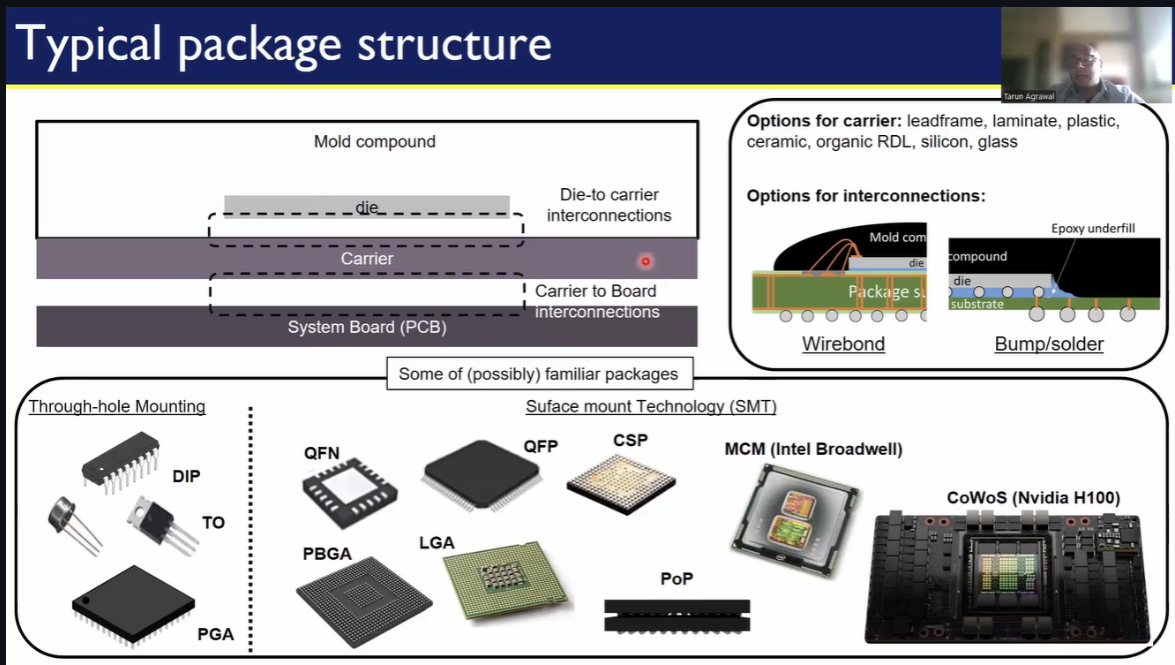 Typical package structure
Tarun Agrawal
Mold compound
die
Die-to carrier
interconnections
Carrier
Carrier to Board
interconnections
System Board (PCB)
Options for carrier: leadframe, laminate, plastic,
ceramic, organic RDL, silicon, glass
Options for interconnections:
Mold com
die
Package su
Wirebond
Epoxy underfill
compound
die
substrate
Bump/solder
Some of (possibly) familiar packages
Through-hole Mounting
DIP
TO
PGA
Suface mount Technology (SMT)
QFN
QFP
CSP
MCM (Intel Broadwell)
CoWoS (Nvidia H100)
PBGA
LGA
PoP